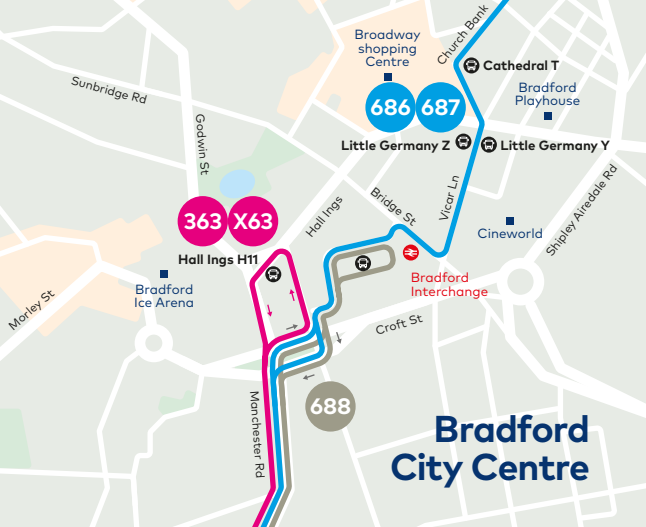 Church Bank
Broadway
shopping
Centre
Cathedral T
Sunbridge Rd
Bradford
Playhouse
686
687
Godwin St
Little Germany Z
Little Germany Y
Hall Ings
Bridge St
Vicar Ln
Shipley Airedale Rd
363
X63
Cineworld
Hall Ings H11
Bradford
Ice Arena
Bradford
Interchange
Morley St
Croft St
688
Manchester Rd
Bradford
City Centre